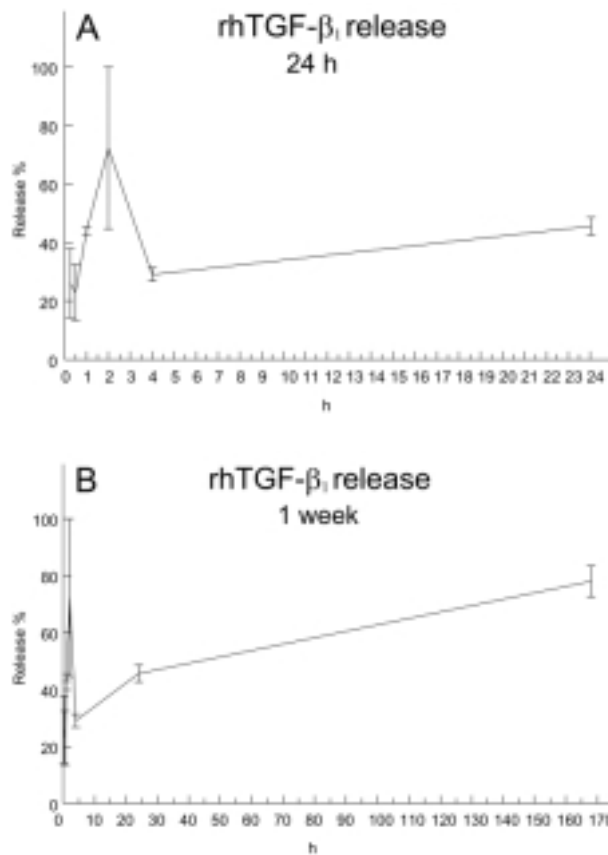 A
rhTGF-β₁ release
24 h
100
80
60
40
20
0
Release %
0 1 2 3 4 5 6 7 8 9 10 11 12 13 14 15 16 17 18 19 20 21 22 23 24
h
B
rhTGF-β₁ release
1 week
100
80
60
40
20
0
Release %
0 10 20 30 40 50 60 70 80 90 100 110 120 130 140 150 160 170
h